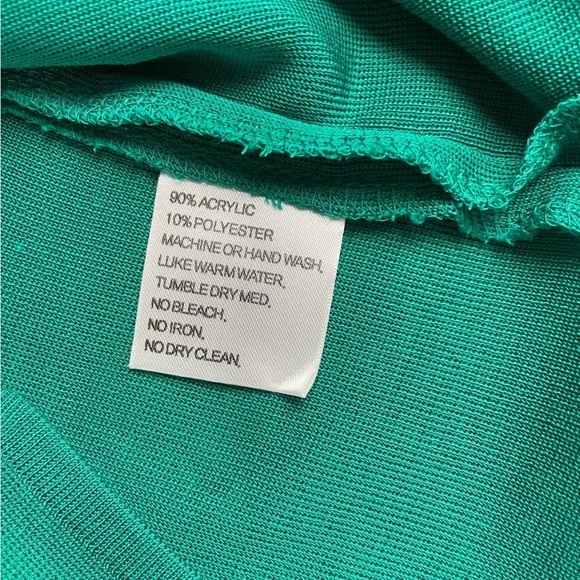 90% ACRYLIC
10% POLYESTER
MACHINE OR HAND WASH.
LUKE WARM WATER.
TUMBLE DRY MED.
NO BLEACH.
NO IRON.
NO DRY CLEAN.